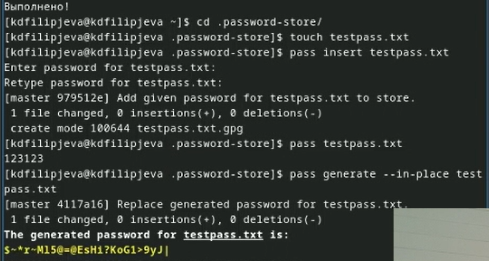 Выполнено!
[kdfilipjeva@kdfilipjeva ~]$ cd .password-store/
[kdfilipjeva@kdfilipjeva .password-store]$ touch testpass.txt
[kdfilipjeva@kdfilipjeva .password-store]$ pass insert testpass.txt
Enter password for testpass.txt:
Retype password for testpass.txt:
[master 979512e] Add given password for testpass.txt to store.
1 file changed, 0 insertions(+), 0 deletions(-)
create mode 100644 testpass.txt.gpg
[kdfilipjeva@kdfilipjeva .password-store]$ pass testpass.txt
123123
[kdfilipjeva@kdfilipjeva .password-store]$ pass generate --in-place test
pass.txt
[master 4117a16] Replace generated password for testpass.txt.
1 file changed, 0 insertions(+), 0 deletions(-)
The generated password for testpass.txt is:
$~*r~Ml5@=@EsHi?KoG1>9yJ|